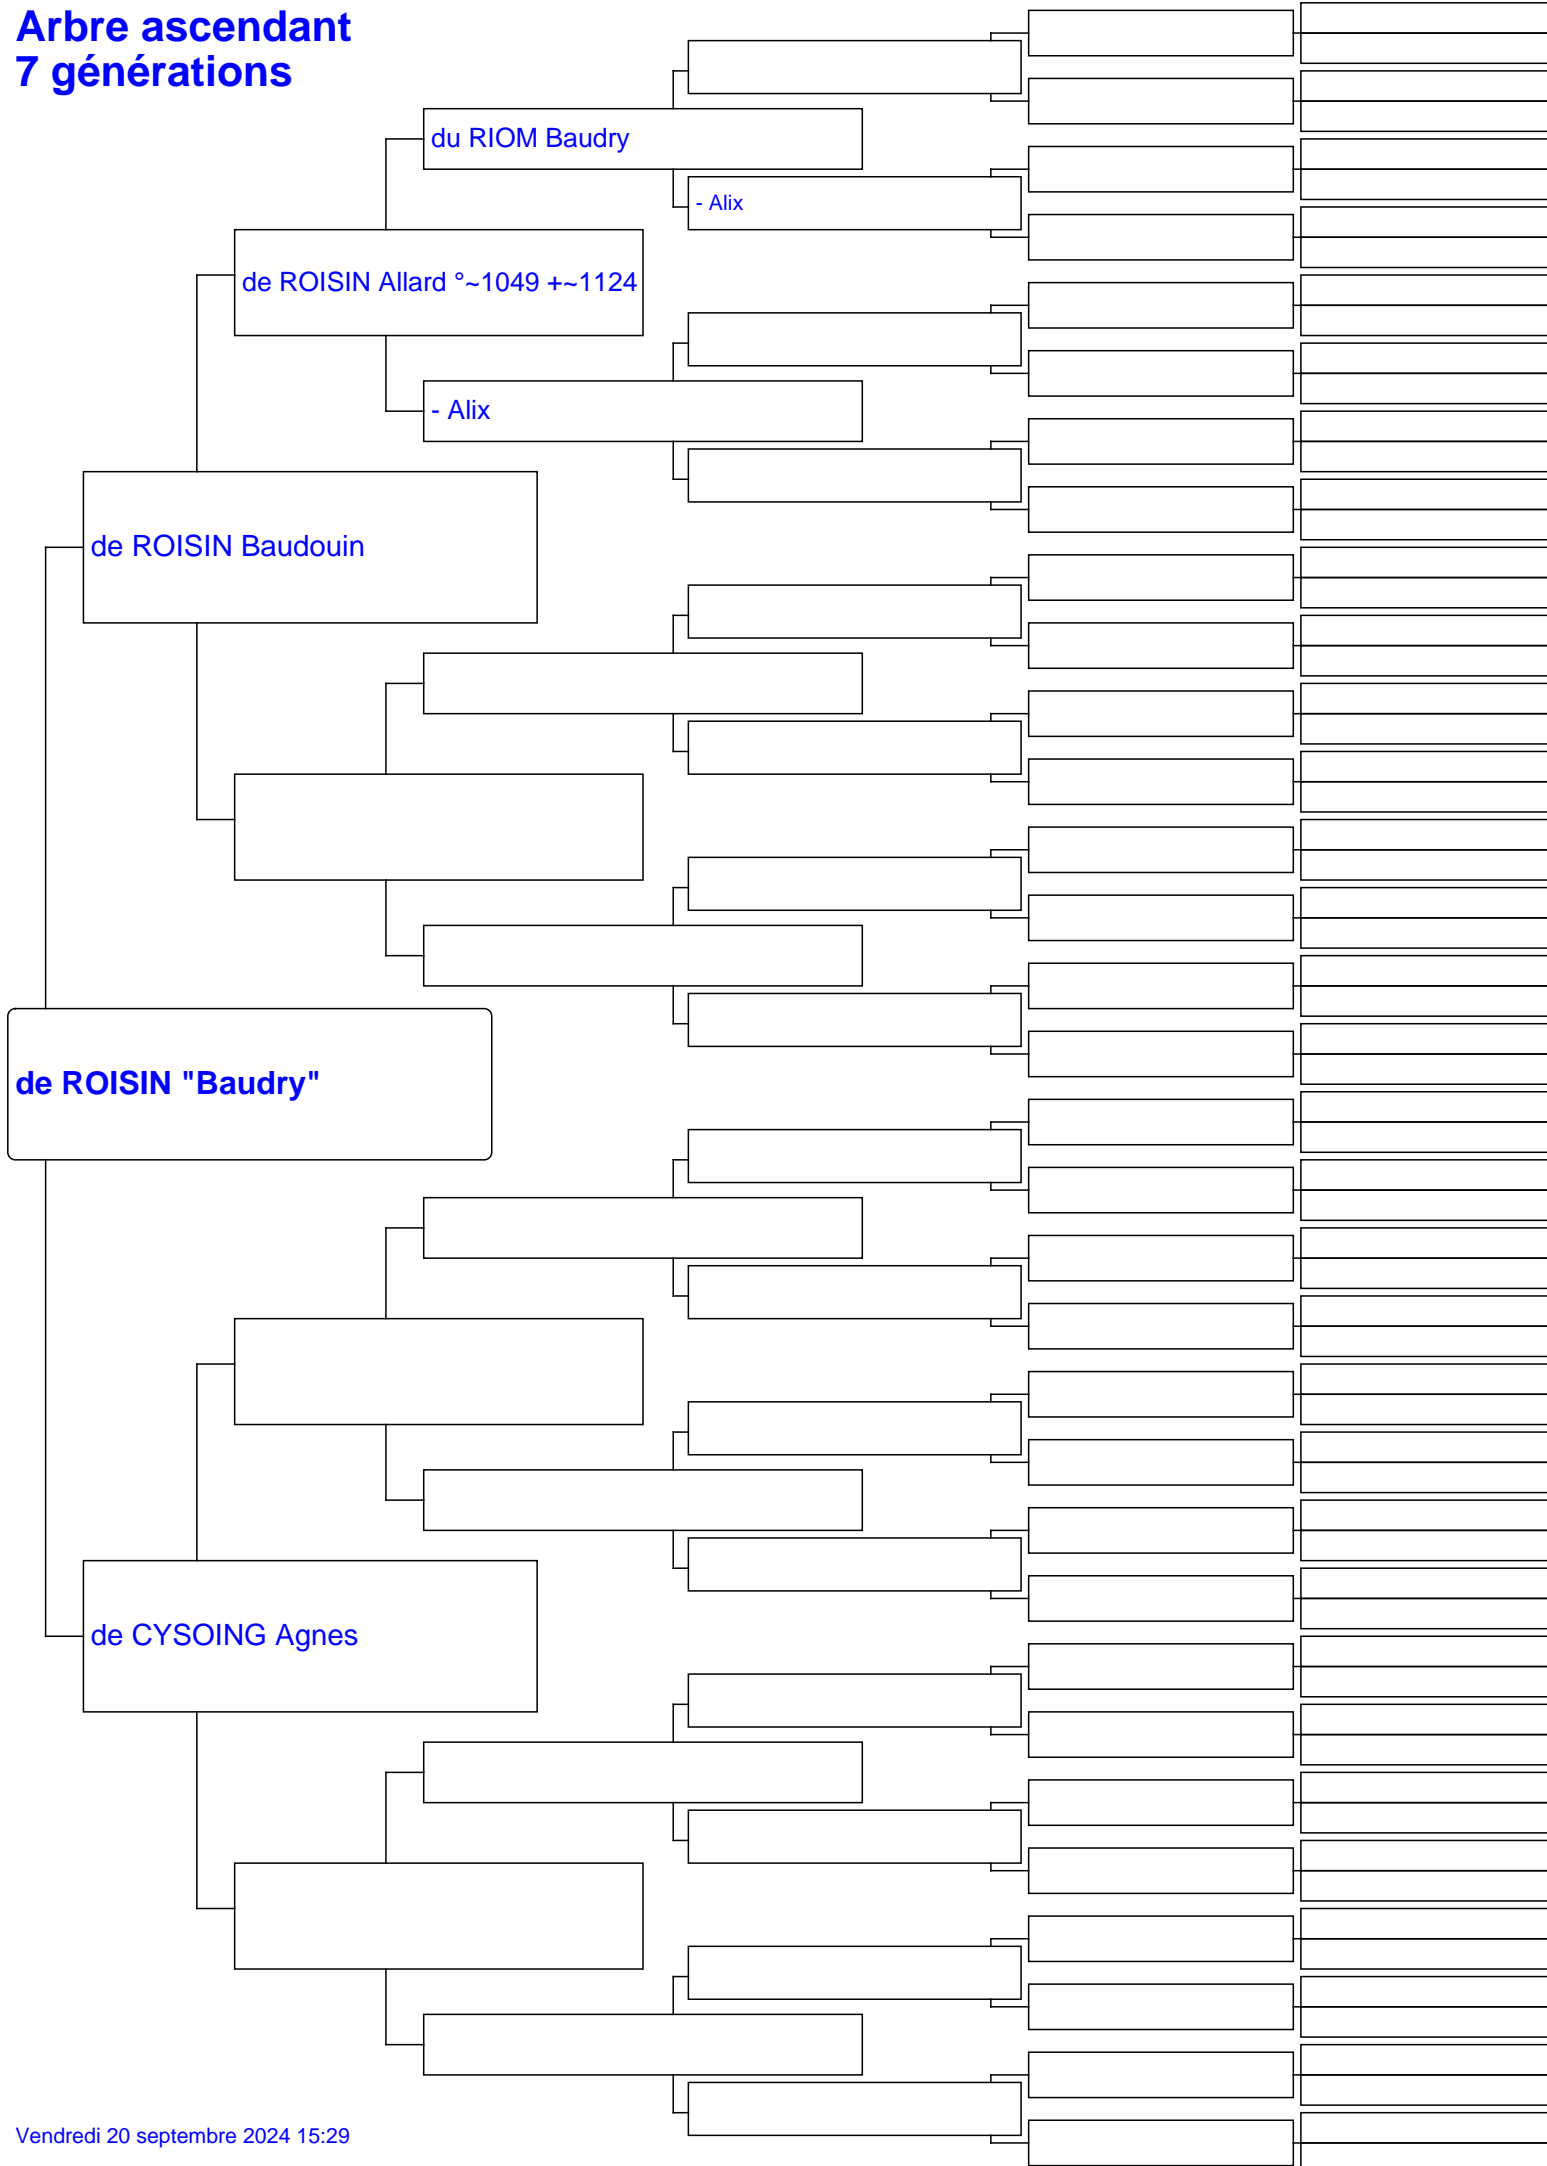 Arbre ascendant
7 générations
du RIOM Baudry
- Alix
de ROISIN Allard °~1049 +~1124
- Alix
de ROISIN Baudouin
de ROISIN "Baudry"
de CYSOING Agnes
Vendredi 20 septembre 2024 15:29